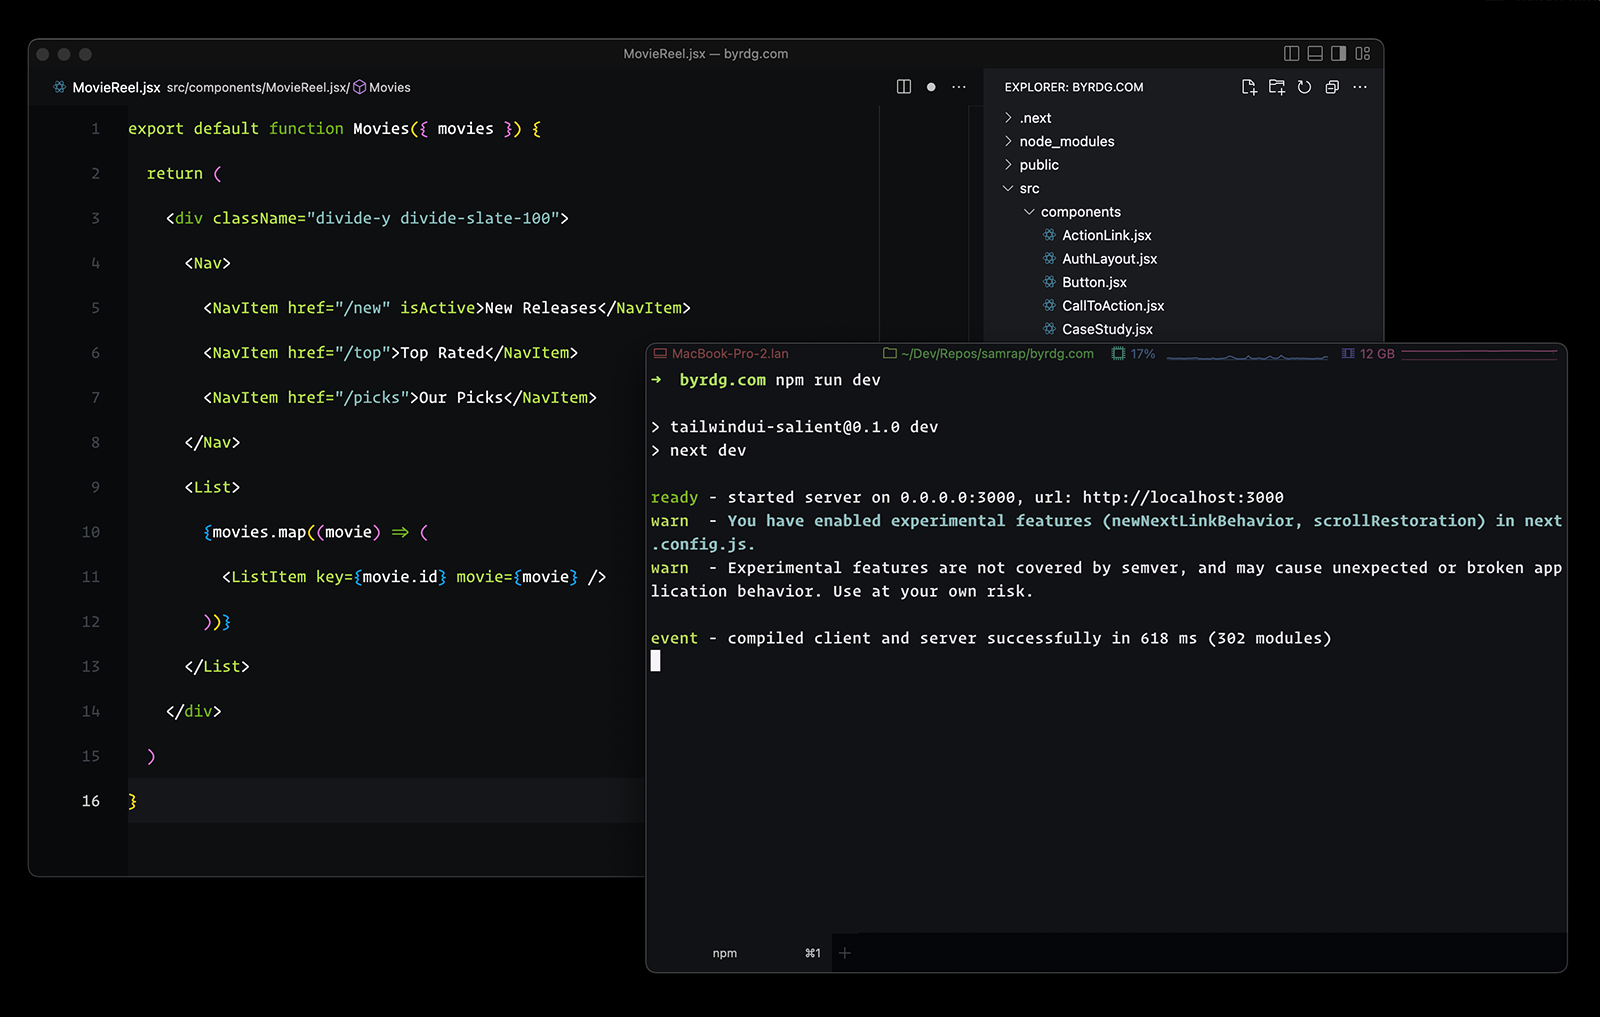 MovieReel.jsx — byrdg.com
MovieReel.jsx src/components/MovieReel.jsx/ Movies
1 export default function Movies({ movies }) {
2 return (
3 <div className="divide-y divide-slate-100">
4 <Nav>
5 <NavItem href="/new" isActive>New Releases</NavItem>
6 <NavItem href="/top">Top Rated</NavItem>
7 <NavItem href="/picks">Our Picks</NavItem>
8 </Nav>
9 <List>
10 {movies.map((movie) => (
11 <ListItem key={movie.id} movie={movie} />
12 ))}
13 </List>
14 </div>
15 )
16 }
EXPLORER: BYRDG.COM
.next
node_modules
public
src
components
ActionLink.jsx
AuthLayout.jsx
Button.jsx
CallToAction.jsx
CaseStudy.jsx
MacBook-Pro-2.lan ~/Dev/Repos/samrap/byrdg.com 17% 12 GB
→ byrdg.com npm run dev
> tailwindui-salient@0.1.0 dev
> next dev
ready - started server on 0.0.0.0:3000, url: http://localhost:3000
warn - You have enabled experimental features (newNextLinkBehavior, scrollRestoration) in next
.config.js.
warn - Experimental features are not covered by semver, and may cause unexpected or broken app
lication behavior. Use at your own risk.
event - compiled client and server successfully in 618 ms (302 modules)
npm ⌘1 +